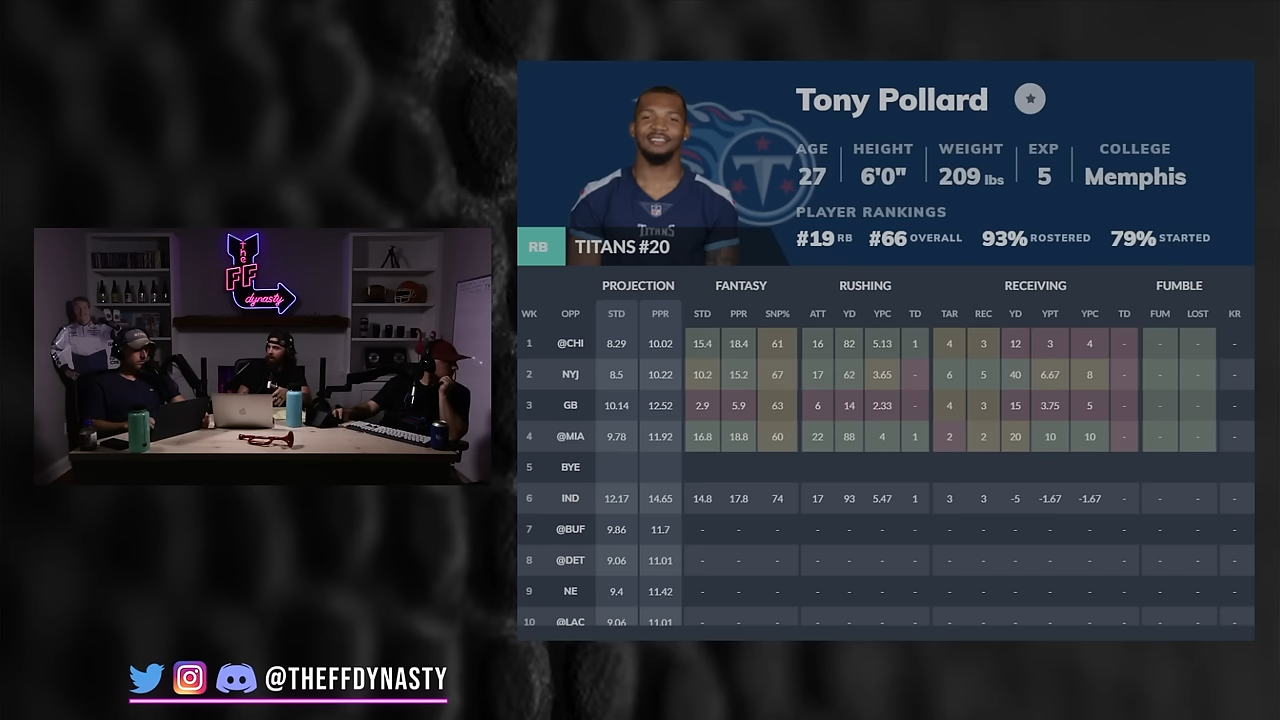 Tony Pollard
AGE HEIGHT WEIGHT EXP COLLEGE
27 6'0" 209 lbs 5 Memphis
PLAYER RANKINGS
#19 RB #66 OVERALL 93% ROSTERED 79% STARTED
TITANS
RB TITANS #20
The
FF
dynasty
PROJECTION FANTASY RUSHING RECEIVING FUMBLE
WK OPP STD PPR STD PPR SNP% ATT YD YPC TD TAR REC YD YPT YPC TD FUM LOST KR
1 @CHI 8.29 10.02 15.4 18.4 61 16 82 5.13 1 4 3 12 3 4 - - - -
2 NYJ 8.5 10.22 10.2 15.2 67 17 62 3.65 - 6 5 40 6.67 8 - - - -
3 GB 10.14 12.52 2.9 5.9 63 6 14 2.33 - 4 3 15 3.75 5 - - - -
4 @MIA 9.78 11.92 16.8 18.8 60 22 88 4 1 2 2 20 10 10 - - - -
5 BYE
6 IND 12.17 14.65 14.8 17.8 74 17 93 5.47 1 3 3 -5 -1.67 -1.67 - - - -
7 @BUF 9.86 11.7 - - - - - - - - - - - - - - - -
8 @DET 9.06 11.01 - - - - - - - - - - - - - - - -
9 NE 9.4 11.42 - - - - - - - - - - - - - - - -
10 @LAC 9.06 11.01 - - - - - - - - - - - - - - - -
@THEFFDYNASTY